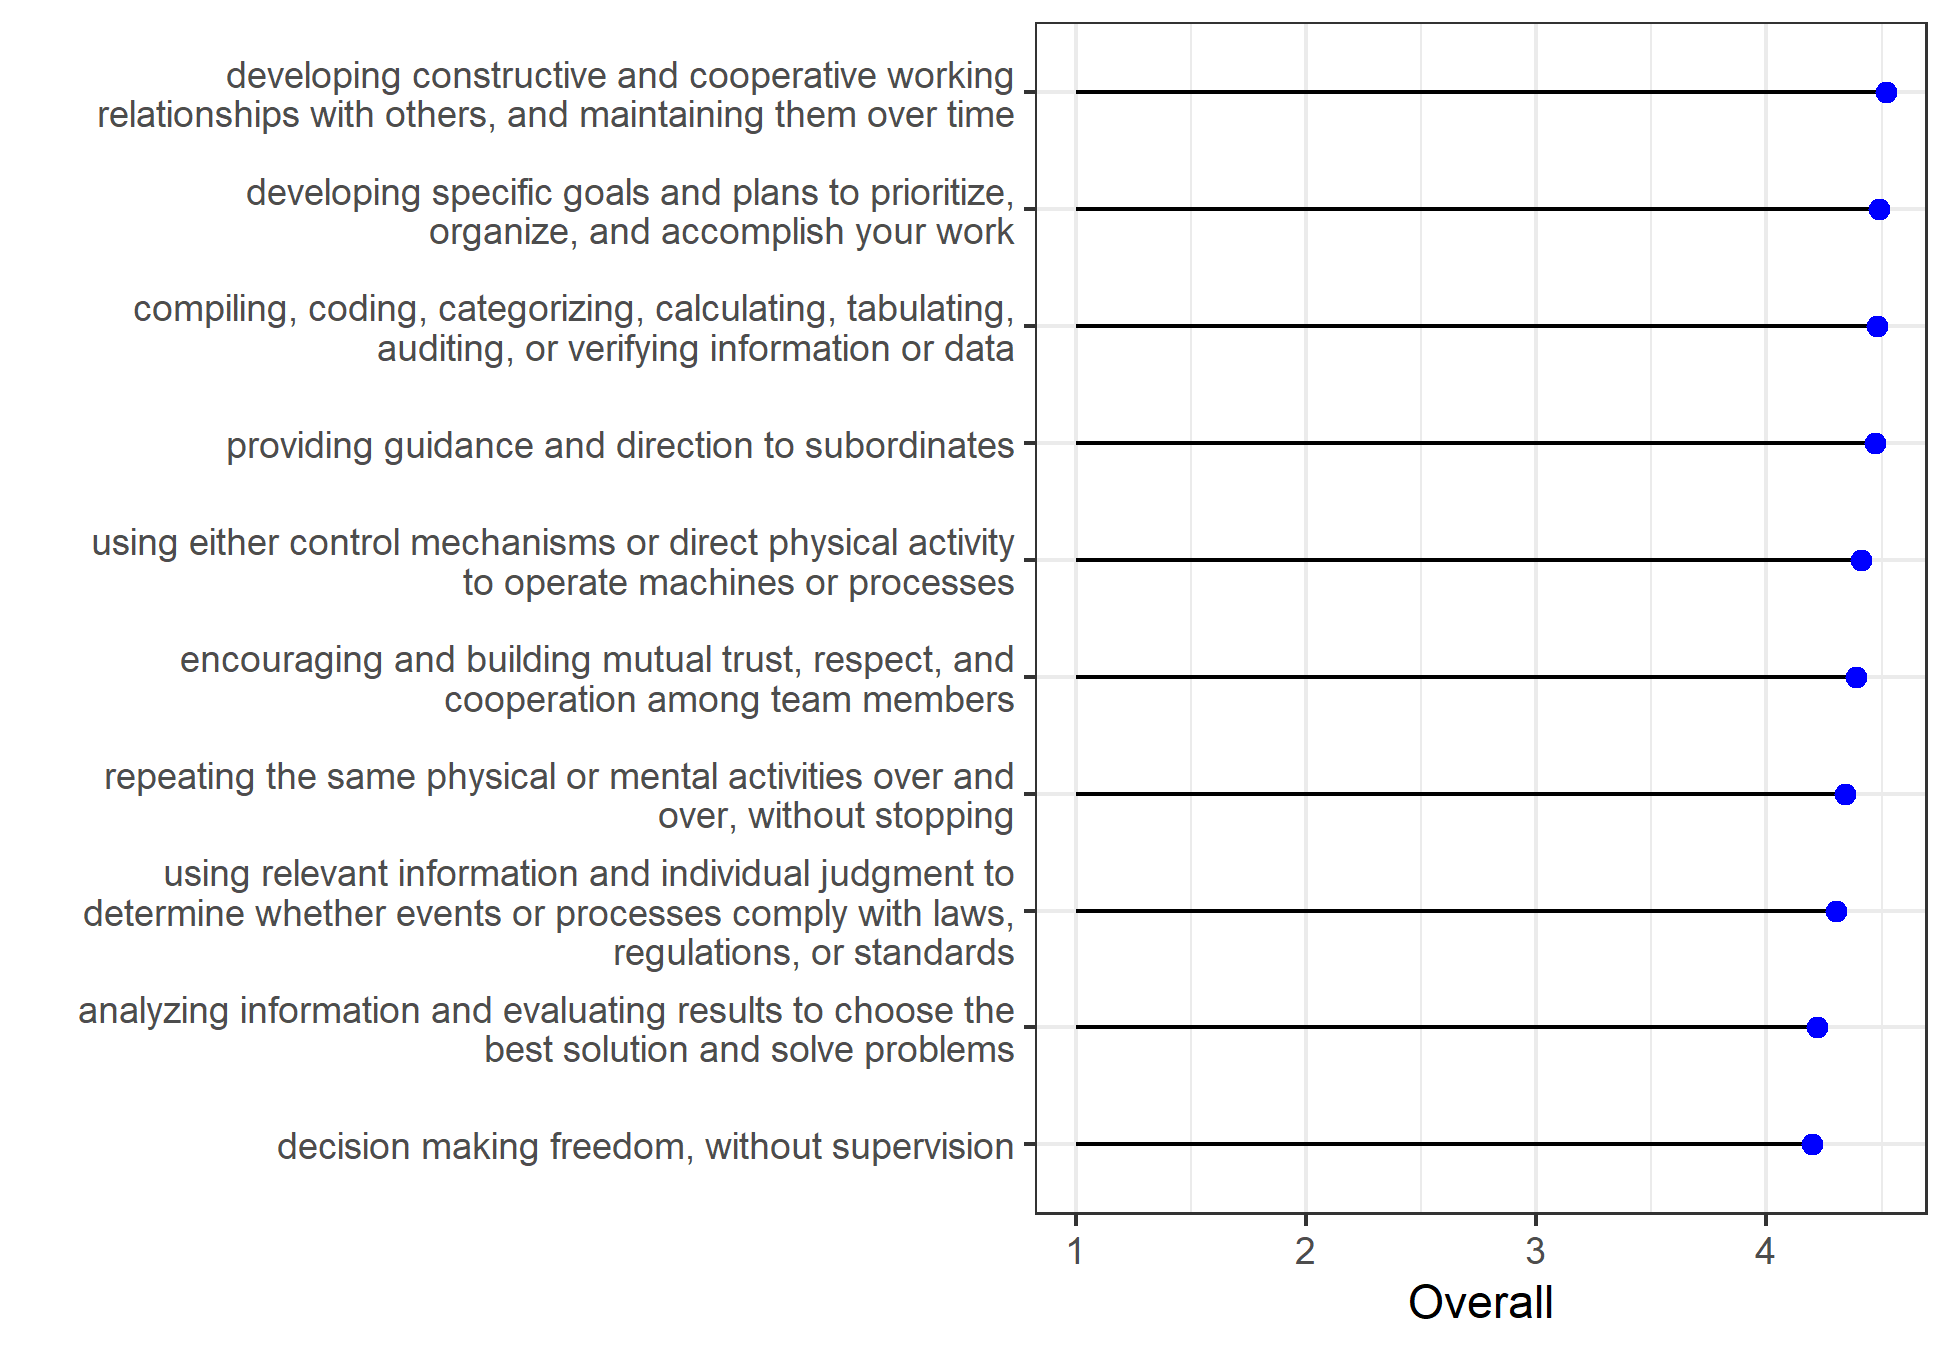 developing constructive and cooperative working
relationships with others, and maintaining them over time
developing specific goals and plans to prioritize,
organize, and accomplish your work
compiling, coding, categorizing, calculating, tabulating,
auditing, or verifying information or data
providing guidance and direction to subordinates
using either control mechanisms or direct physical activity
to operate machines or processes
encouraging and building mutual trust, respect, and
cooperation among team members
repeating the same physical or mental activities over and
over, without stopping
using relevant information and individual judgment to
determine whether events or processes comply with laws,
regulations, or standards
analyzing information and evaluating results to choose the
best solution and solve problems
decision making freedom, without supervision
1 2 3 4
Overall